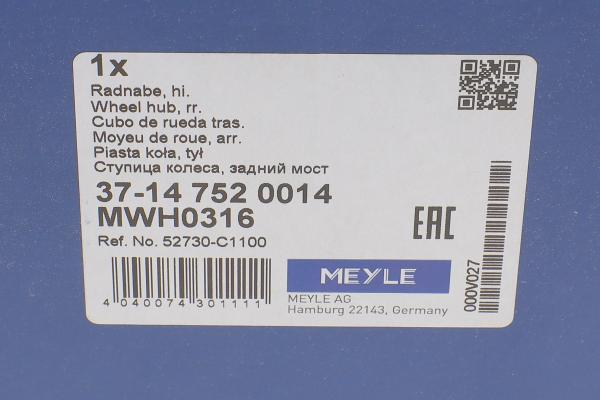 1x
Radnabe, hi.
Wheel hub, rr.
Cubo de rueda tras.
Moyeu de roue, arr.
Piasta koła, tył
Ступица колеса, задний мост
37-14 752 0014
MWH0316
Ref. No. 52730-C1100
EAC
4 040074 301111
MEYLE
MEYLE AG
Hamburg 22143, Germany
000V027